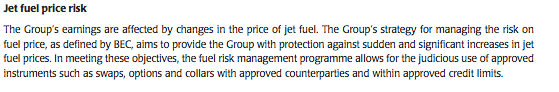 Jet fuel price risk
The Group's earnings are affected by changes in the price of jet fuel. The Group's strategy for managing the risk on
fuel price, as defined by BEC, aims to provide the Group with protection against sudden and significant increases in jet
fuel prices. In meeting these objectives, the fuel risk management programme allows for the judicious use of approved
instruments such as swaps, options and collars with approved counterparties and within approved credit limits.